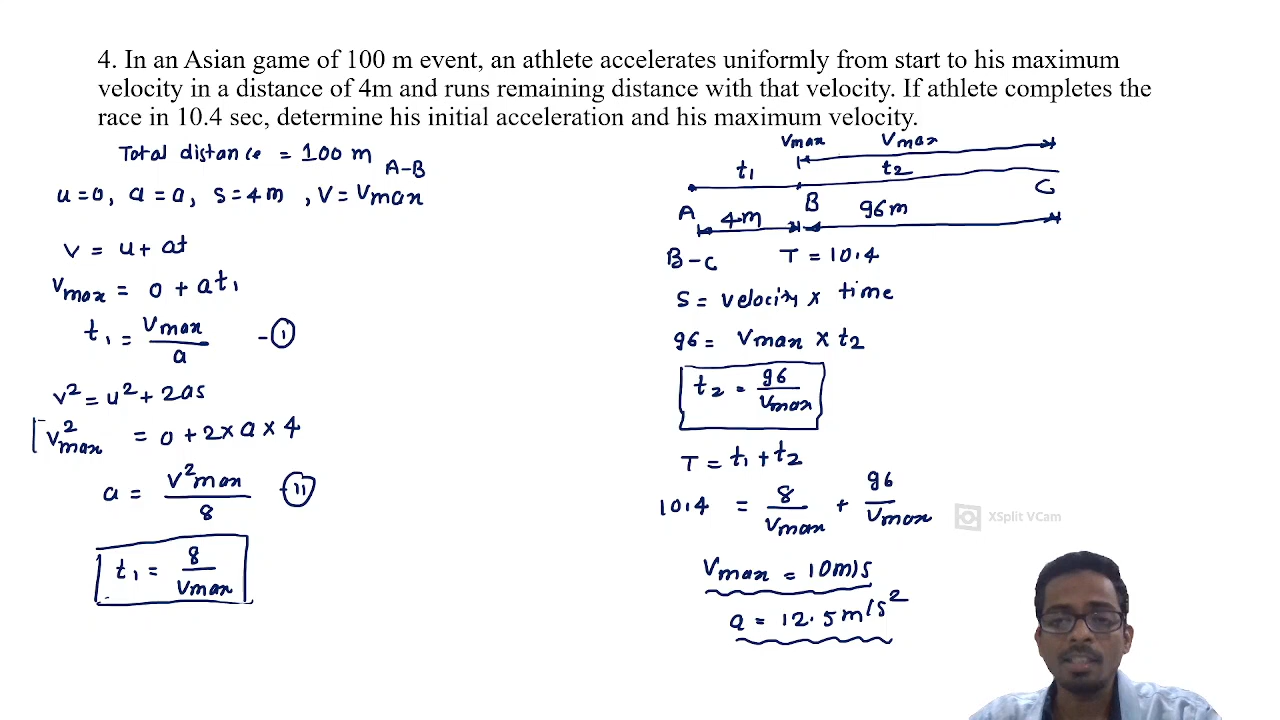 4. In an Asian game of 100 m event, an athlete accelerates uniformly from start to his maximum
velocity in a distance of 4m and runs remaining distance with that velocity. If athlete completes the
race in 10.4 sec, determine his initial acceleration and his maximum velocity.
Total distance = 100 m
A-B
u=0, a=a, s=4m, v=Vmax
v = u+at
Vmax = 0 + at₁
t₁ = Vmax/a -①
v²=u²+2as
V²max = 0+2×a×4
a = V²max/8 -⑪
t₁ = 8/Vmax
Vmax
Vmax
t₁
t₂
A
B
C
4m
96m
B-C T = 10.4
S = velocity × time
96 = Vmax × t₂
t₂ = 96/Vmax
T = t₁+t₂
10.4 = 8/Vmax + 96/Vmax
XSplit VCam
Vmax = 10m/s
a = 12.5m/s²